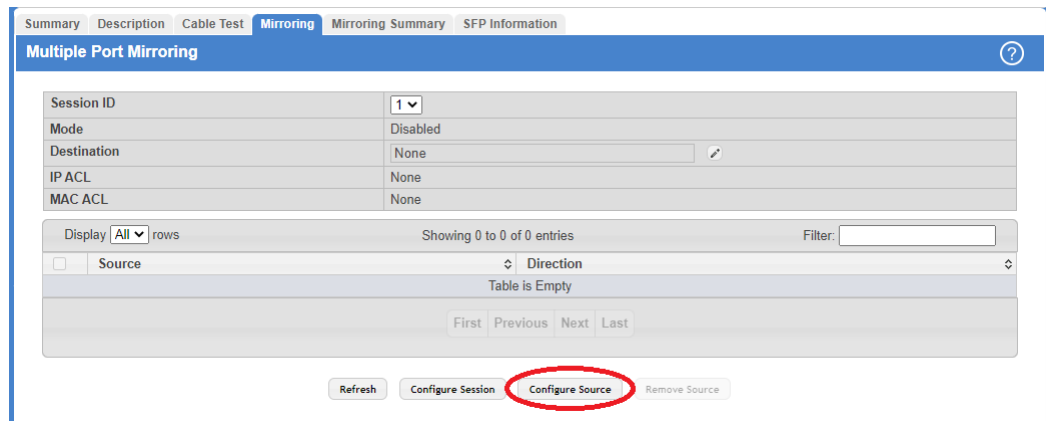 Summary Description Cable Test Mirroring Mirroring Summary SFP Information
Multiple Port Mirroring ?
Session ID 1
Mode Disabled
Destination None
IP ACL None
MAC ACL None
Display All rows Showing 0 to 0 of 0 entries Filter:
Source Direction
Table is Empty
First Previous Next Last
Refresh Configure Session Configure Source Remove Source